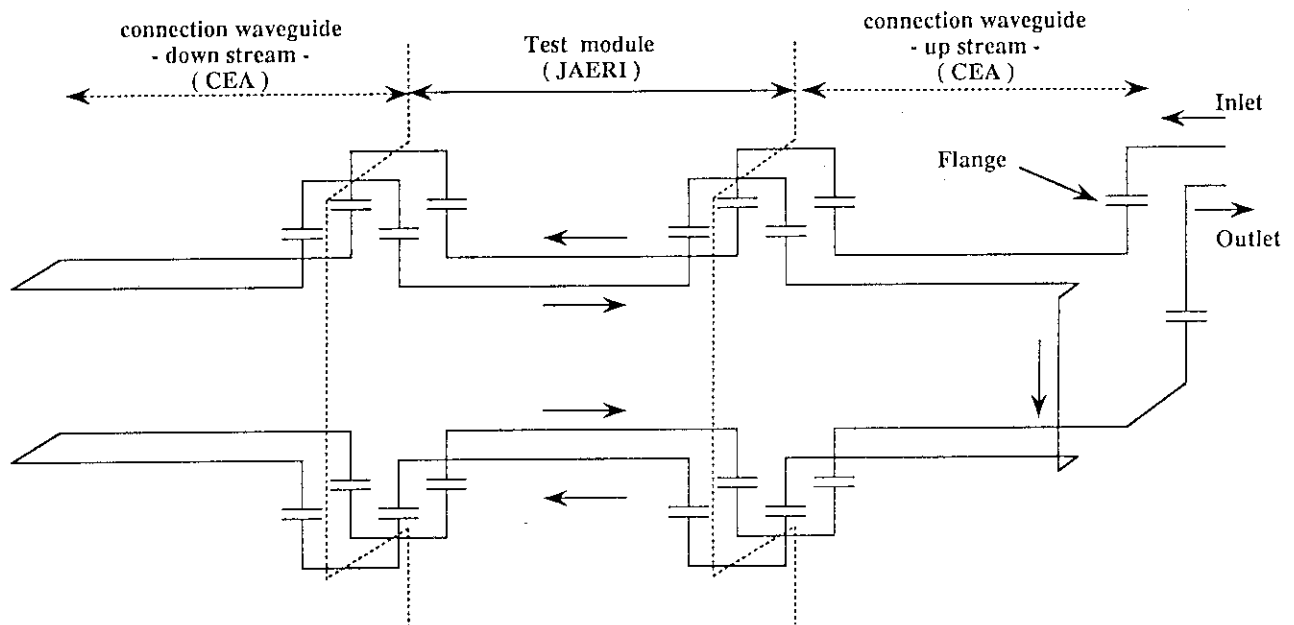 connection waveguide
- down stream -
( CEA )
Test module
( JAERI )
connection waveguide
- up stream -
( CEA )
Inlet
Flange
Outlet